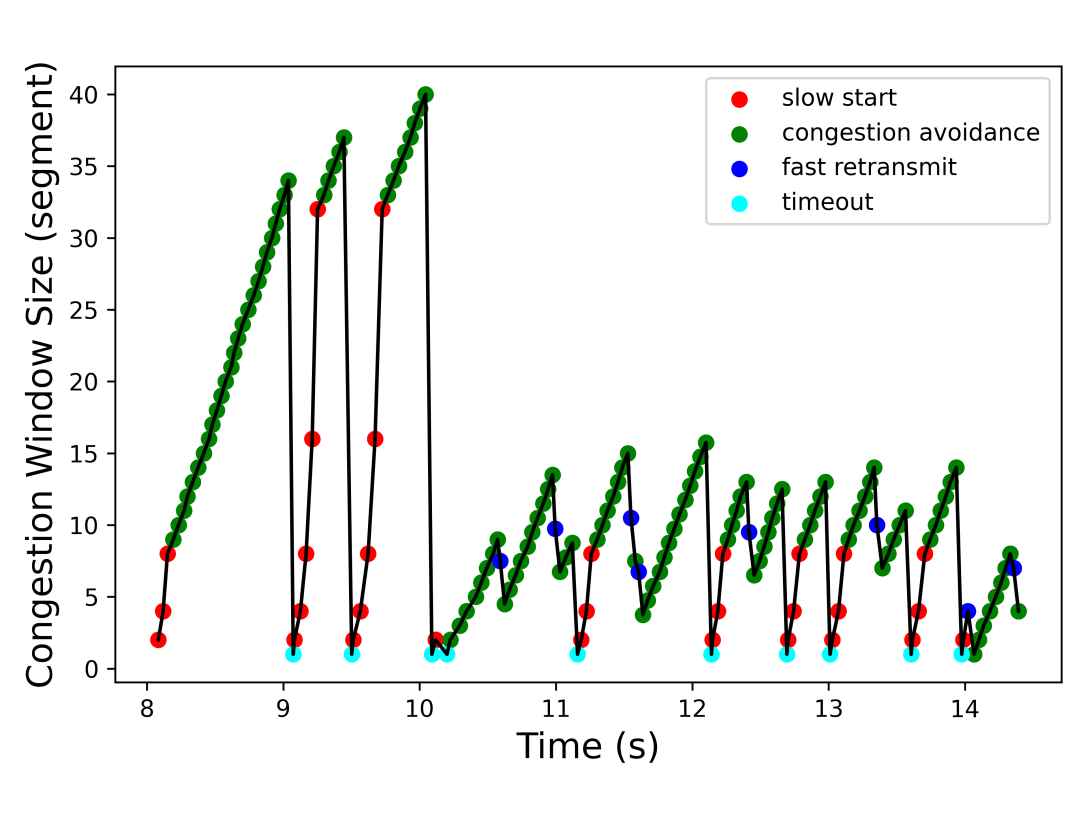 Congestion Window Size (segment)
40
35
30
25
20
15
10
5
0
slow start
congestion avoidance
fast retransmit
timeout
8 9 10 11 12 13 14
Time (s)